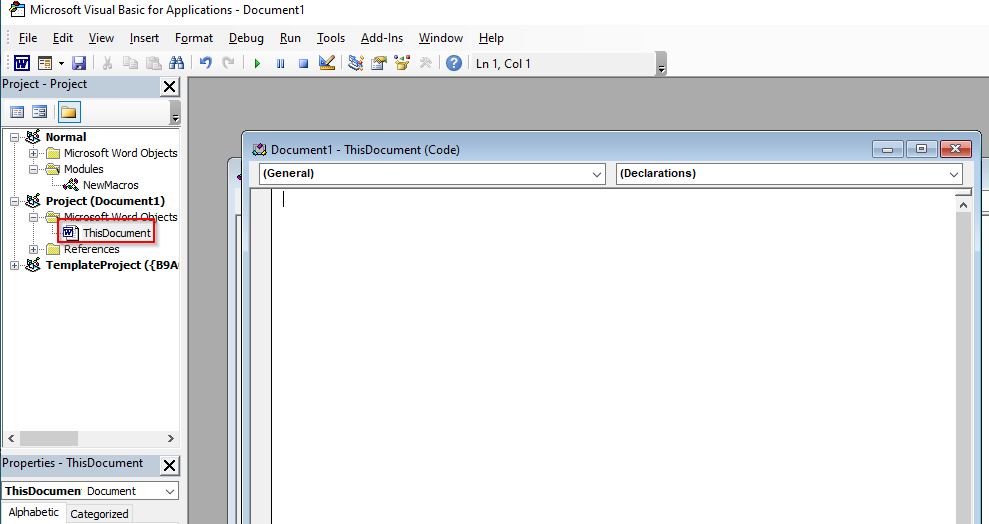 Microsoft Visual Basic for Applications - Document1
File Edit View Insert Format Debug Run Tools Add-Ins Window Help
Ln 1, Col 1
Project - Project
Normal
Microsoft Word Objects
Modules
NewMacros
Project (Document1)
Microsoft Word Objects
ThisDocument
References
TemplateProject ({B9A
Properties - ThisDocument
ThisDocumen Document
Alphabetic Categorized
Document1 - ThisDocument (Code)
(General) (Declarations)